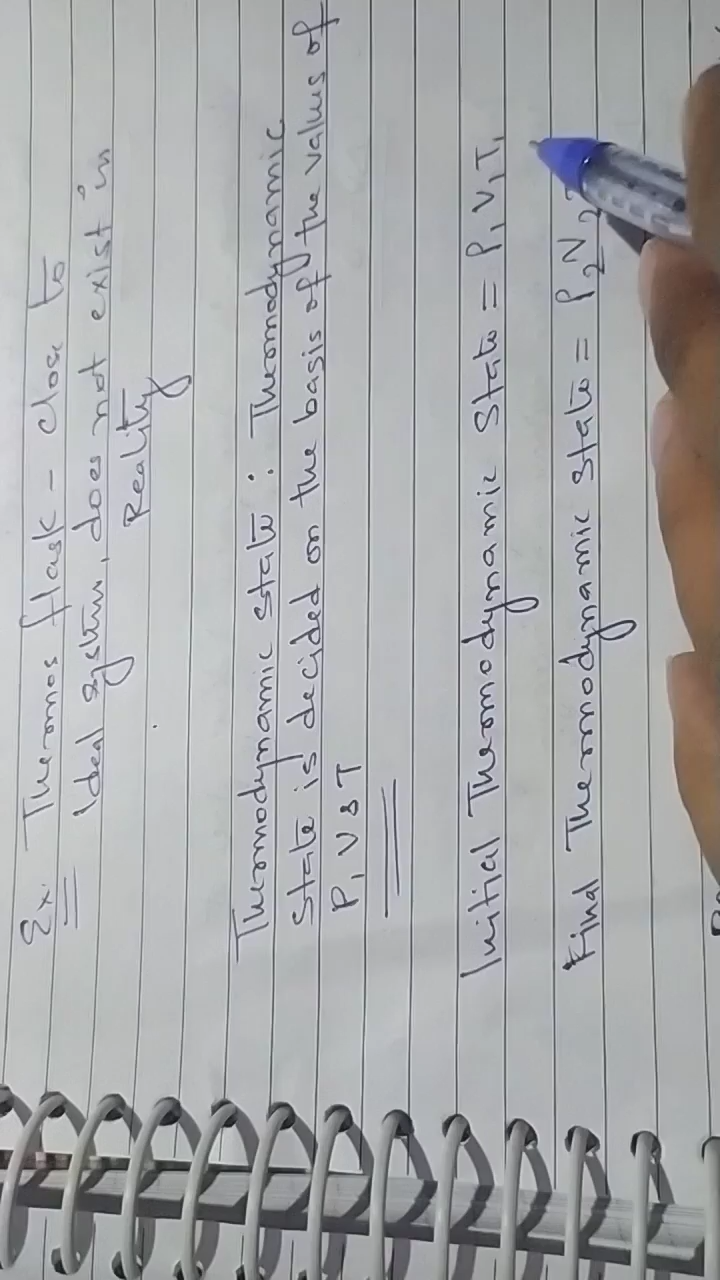 Ex. Thermos flask - close to
Ideal system, does not exist in
Reality
Thermodynamic state : Thermodynamic
state is decided on the basis of the values of
P, V & T
Initial Thermodynamic State = P₁ V₁ T₁
Final Thermodynamic state = P₂ V₂